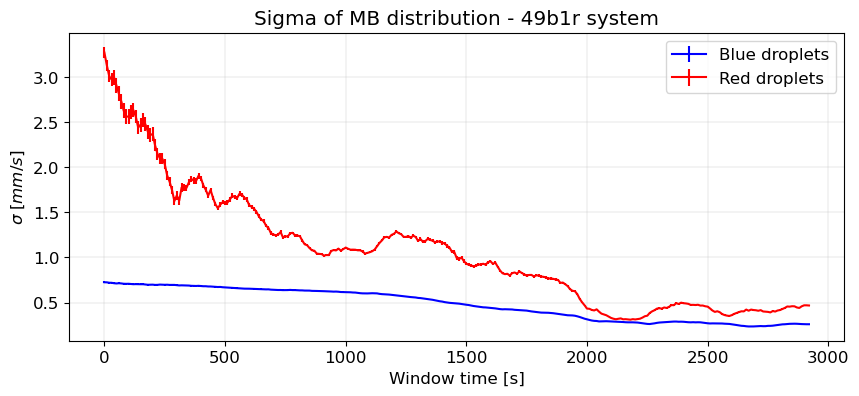 Sigma of MB distribution - 49b1r system
Blue droplets
Red droplets
σ [mm/s]
3.0
2.5
2.0
1.5
1.0
0.5
0 500 1000 1500 2000 2500 3000
Window time [s]